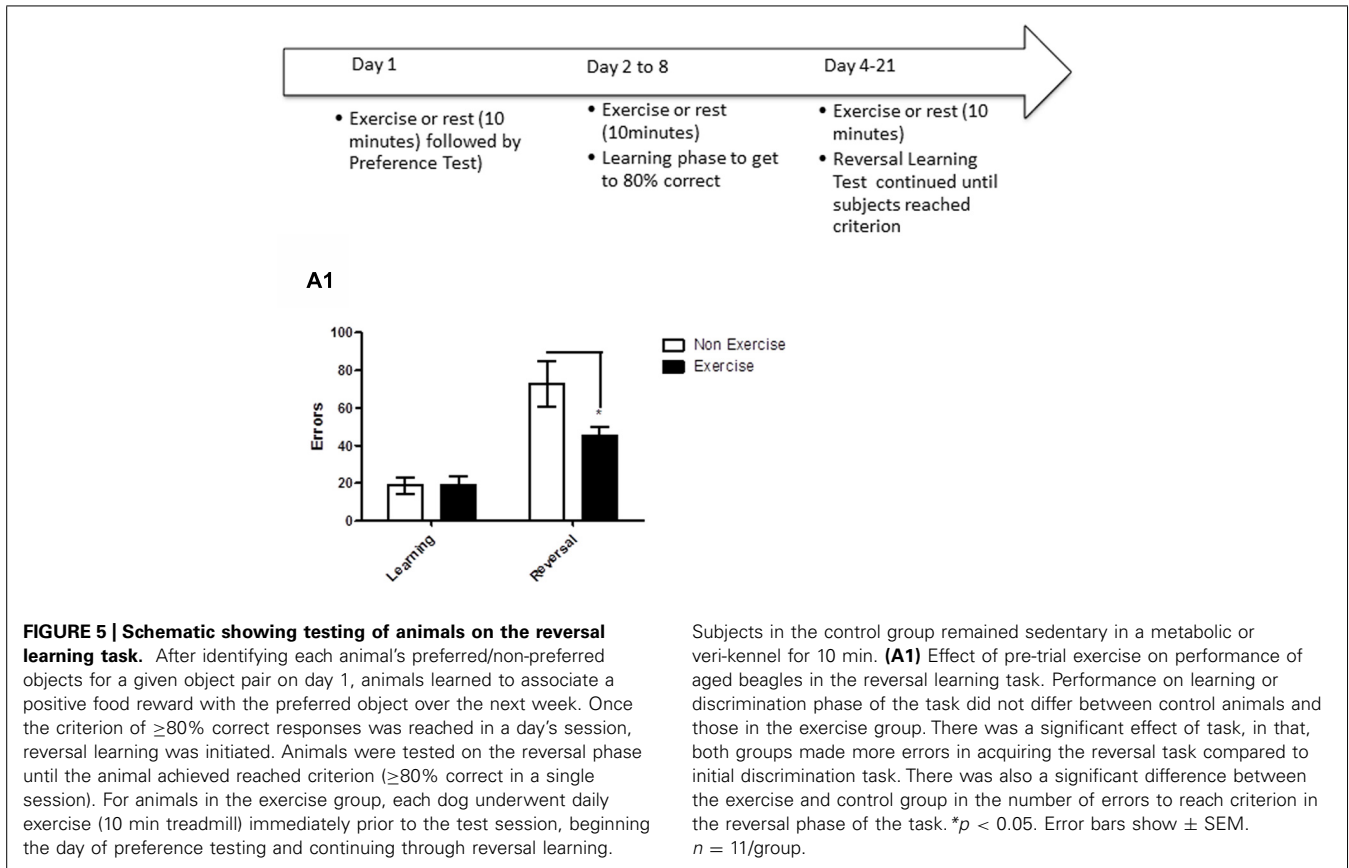 Day 1
Day 2 to 8
Day 4-21
• Exercise or rest (10
minutes) followed by
Preference Test)
• Exercise or rest
(10minutes)
• Learning phase to get
to 80% correct
• Exercise or rest (10
minutes)
• Reversal Learning
Test continued until
subjects reached
criterion
A1
Errors
100
80
60
40
20
0
*
Non Exercise
Exercise
Learning
Reversal
FIGURE 5 | Schematic showing testing of animals on the reversal
learning task. After identifying each animal's preferred/non-preferred
objects for a given object pair on day 1, animals learned to associate a
positive food reward with the preferred object over the next week. Once
the criterion of ≥80% correct responses was reached in a day's session,
reversal learning was initiated. Animals were tested on the reversal phase
until the animal achieved reached criterion (≥80% correct in a single
session). For animals in the exercise group, each dog underwent daily
exercise (10 min treadmill) immediately prior to the test session, beginning
the day of preference testing and continuing through reversal learning.
Subjects in the control group remained sedentary in a metabolic or
veri-kennel for 10 min. (A1) Effect of pre-trial exercise on performance of
aged beagles in the reversal learning task. Performance on learning or
discrimination phase of the task did not differ between control animals and
those in the exercise group. There was a significant effect of task, in that,
both groups made more errors in acquiring the reversal task compared to
initial discrimination task. There was also a significant difference between
the exercise and control group in the number of errors to reach criterion in
the reversal phase of the task. *p < 0.05. Error bars show ± SEM.
n = 11/group.